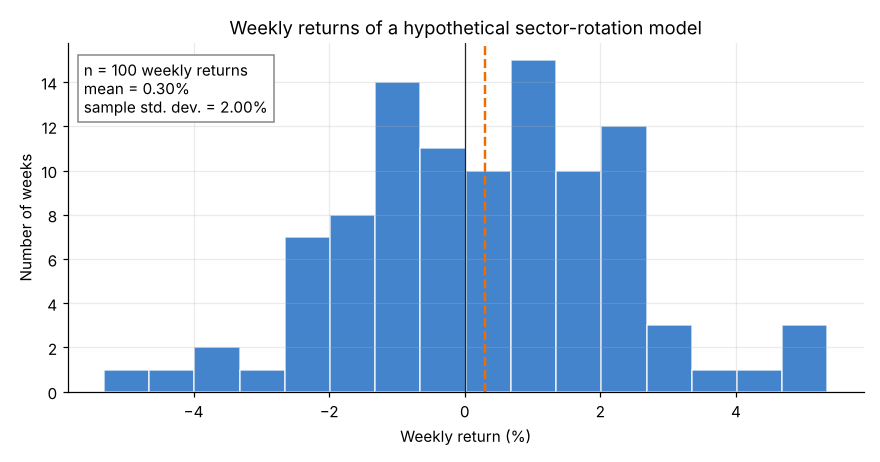 Weekly returns of a hypothetical sector-rotation model
n = 100 weekly returns
mean = 0.30%
sample std. dev. = 2.00%
Number of weeks
14
12
10
8
6
4
2
0
−4
−2
0
2
4
Weekly return (%)